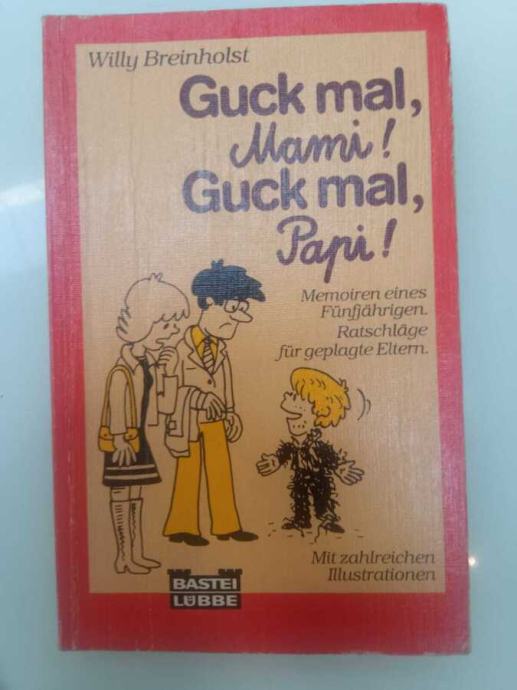 Willy Breinholst
Guck mal,
Mami!
Guck mal,
Papi!
Memoiren eines
Fünfjährigen.
Ratschläge
für geplagte Eltern.
Mit zahlreichen
Illustrationen
BASTEI
LÜBBE